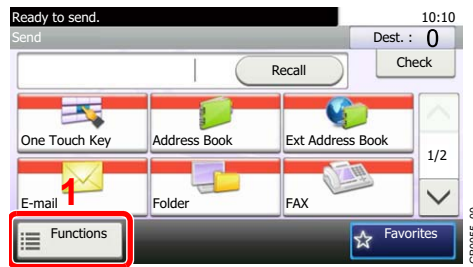 Ready to send.
10:10
Send
Dest. : 0
Recall
Check
One Touch Key
Address Book
Ext Address Book
1/2
E-mail
1
Folder
FAX
Functions
Favorites